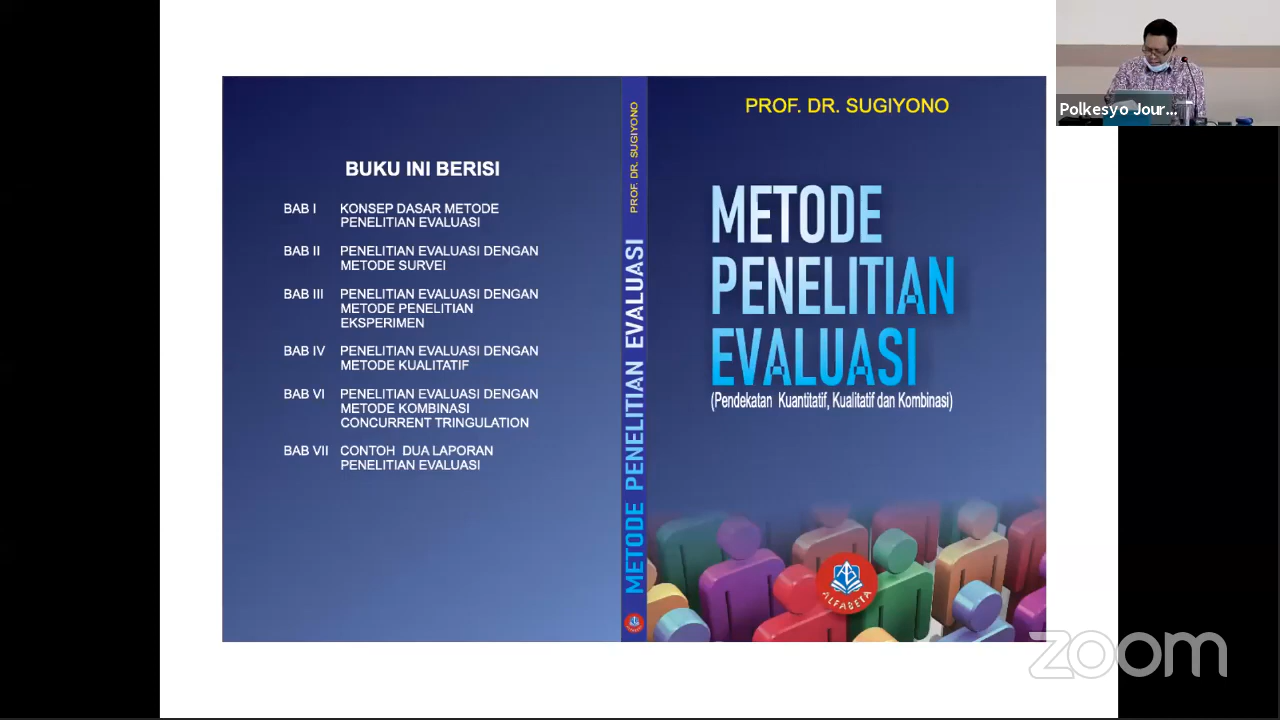 BUKU INI BERISI
BAB I KONSEP DASAR METODE
PENELITIAN EVALUASI
BAB II PENELITIAN EVALUASI DENGAN
METODE SURVEI
BAB III PENELITIAN EVALUASI DENGAN
METODE PENELITIAN
EKSPERIMEN
BAB IV PENELITIAN EVALUASI DENGAN
METODE KUALITATIF
BAB VI PENELITIAN EVALUASI DENGAN
METODE KOMBINASI
CONCURRENT TRINGULATION
BAB VII CONTOH DUA LAPORAN
PENELITIAN EVALUASI
METODE PENELITIAN EVALUASI PROF. DR. SUGIYONO
PROF. DR. SUGIYONO
METODE
PENELITIAN
EVALUASI
(Pendekatan Kuantitatif, Kualitatif dan Kombinasi)
ALFABETA
Polkesyo Jour...
zoom